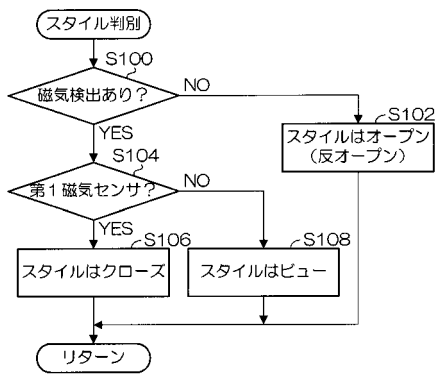 スタイル判別
S100
磁気検出あり？
NO
YES
S102
スタイルはオープン
（反オープン）
S104
第1磁気センサ？
NO
YES
S106
スタイルはクローズ
S108
スタイルはビュー
リターン